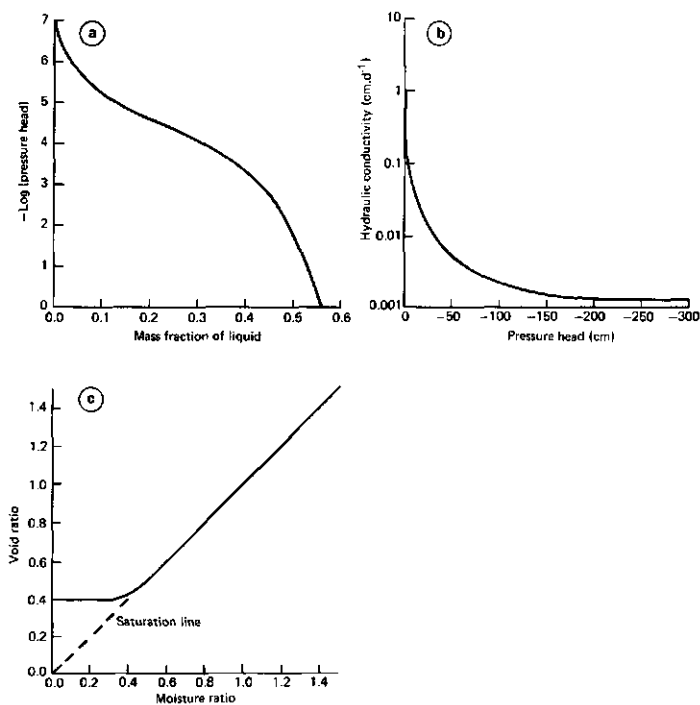 a
7
6
5
4
3
2
1
0
-Log |pressure head|
0.0 0.1 0.2 0.3 0.4 0.5 0.6
Mass fraction of liquid
b
10
1
0.1
0.01
0.001
Hydraulic conductivity (cm.d⁻¹)
0 -50 -100 -150 -200 -250 -300
Pressure head (cm)
c
1.4
1.2
1.0
0.8
0.6
0.4
0.2
0.0
Void ratio
Saturation line
0.0 0.2 0.4 0.6 0.8 1.0 1.2 1.4
Moisture ratio